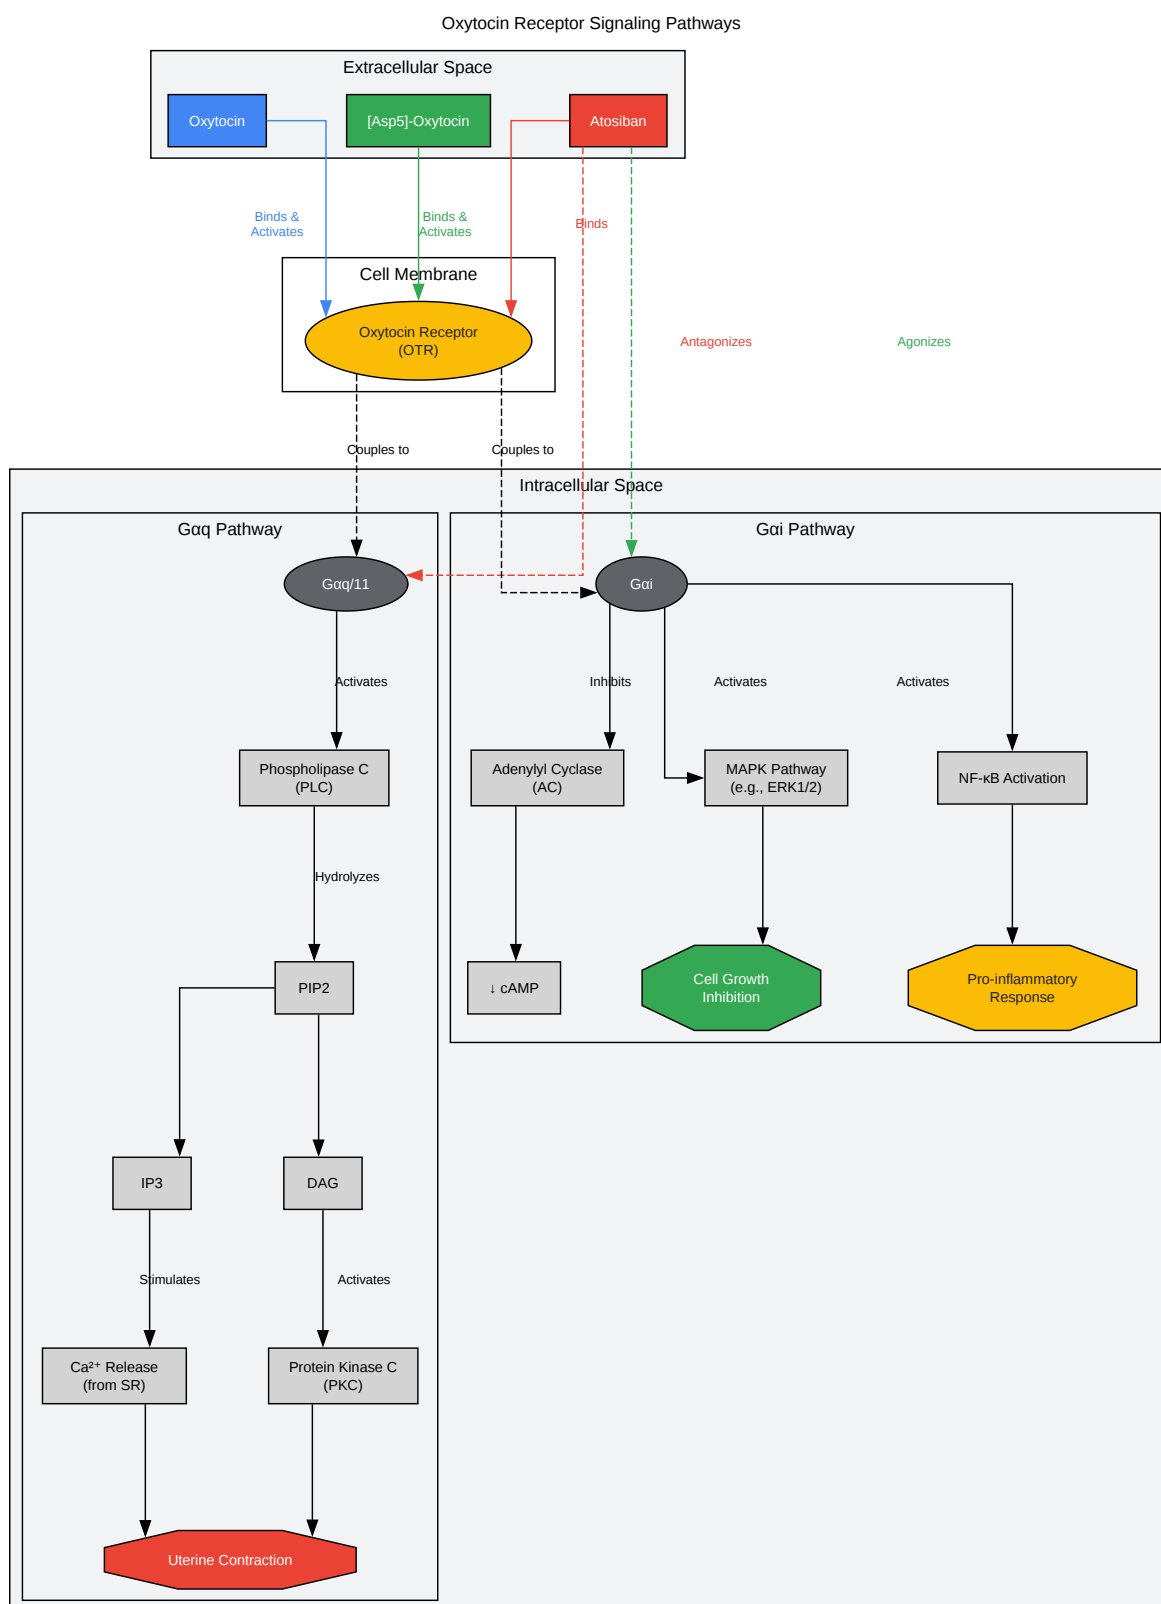 Oxytocin Receptor Signaling Pathways
Extracellular Space
Oxytocin
[Asp5]-Oxytocin
Atosiban
Binds &
Activates
Binds &
Activates
Binds
Cell Membrane
Oxytocin Receptor
(OTR)
Antagonizes
Agonizes
Couples to
Couples to
Intracellular Space
Gαq Pathway
Gαi Pathway
Gαq/11
Gαi
Activates
Inhibits
Activates
Activates
Phospholipase C
(PLC)
Adenylyl Cyclase
(AC)
MAPK Pathway
(e.g., ERK1/2)
NF-κB Activation
Hydrolyzes
PIP2
↓ cAMP
Cell Growth
Inhibition
Pro-inflammatory
Response
IP3
DAG
Stimulates
Activates
Ca²⁺ Release
(from SR)
Protein Kinase C
(PKC)
Uterine Contraction